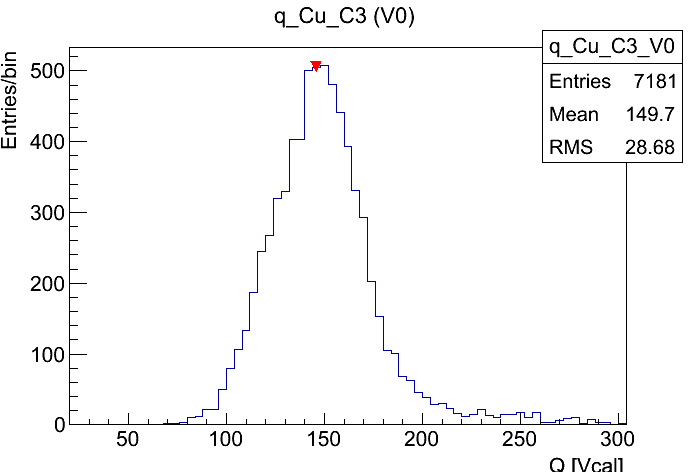 q_Cu_C3 (V0)
q_Cu_C3_V0
Entries 7181
Mean 149.7
RMS 28.68
Entries/bin
500
400
300
200
100
0
50 100 150 200 250 300
Q [Vcal]